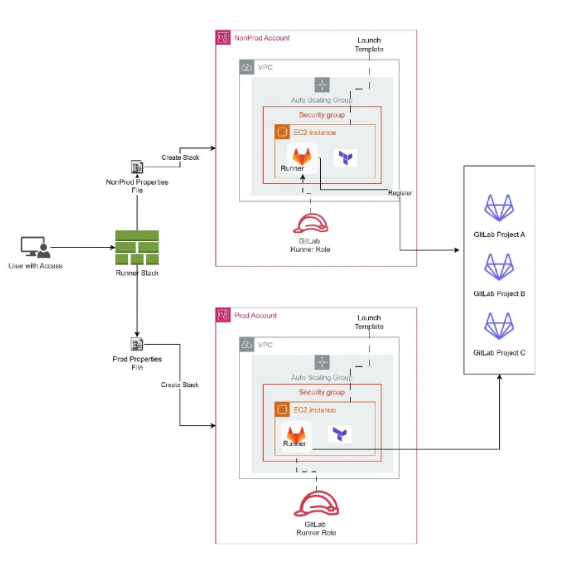 NonProd Account
Launch
Template
VPC
Auto Scaling Group
Security group
EC2 instance
Runner
Create Stack
NonProd Properties
File
Register
GitLab
Runner Role
User with Access
Runner Stack
GitLab Project A
GitLab Project B
GitLab Project C
Prod Account
Launch
Template
VPC
Auto Scaling Group
Security group
EC2 instance
Runner
Prod Properties
File
Create Stack
GitLab
Runner Role